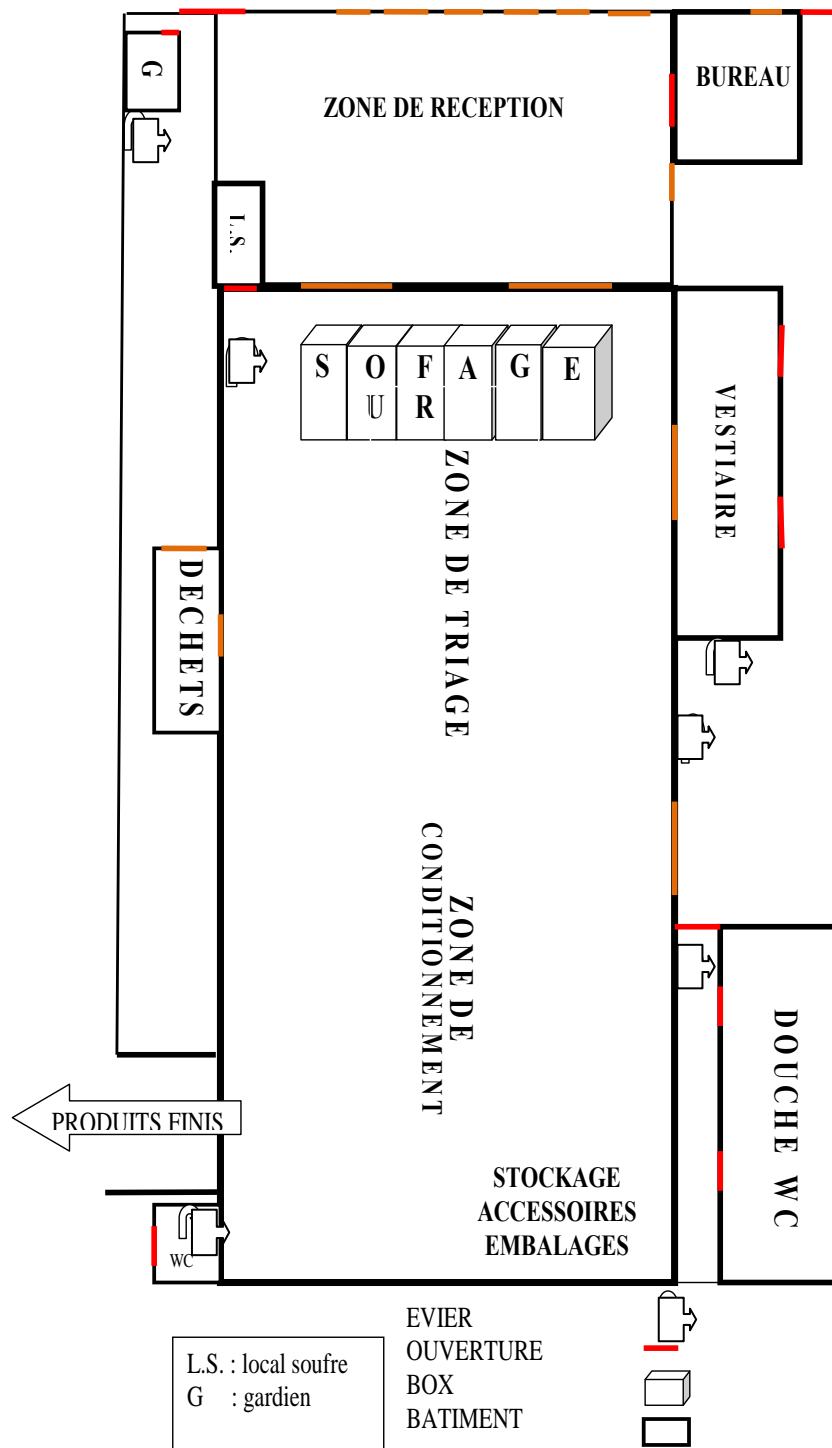 G
ZONE DE RECEPTION
BUREAU
L.S.
S O F A G E
U R
VESTIAIRE
ZONE DE TRIAGE
DECHETS
ZONE DE
CONDITIONNEMENT
DOUCHE WC
PRODUITS FINIS
STOCKAGE
ACCESSOIRES
EMBALAGES
WC
L.S. : local soufre
G : gardien
EVIER
OUVERTURE
BOX
BATIMENT